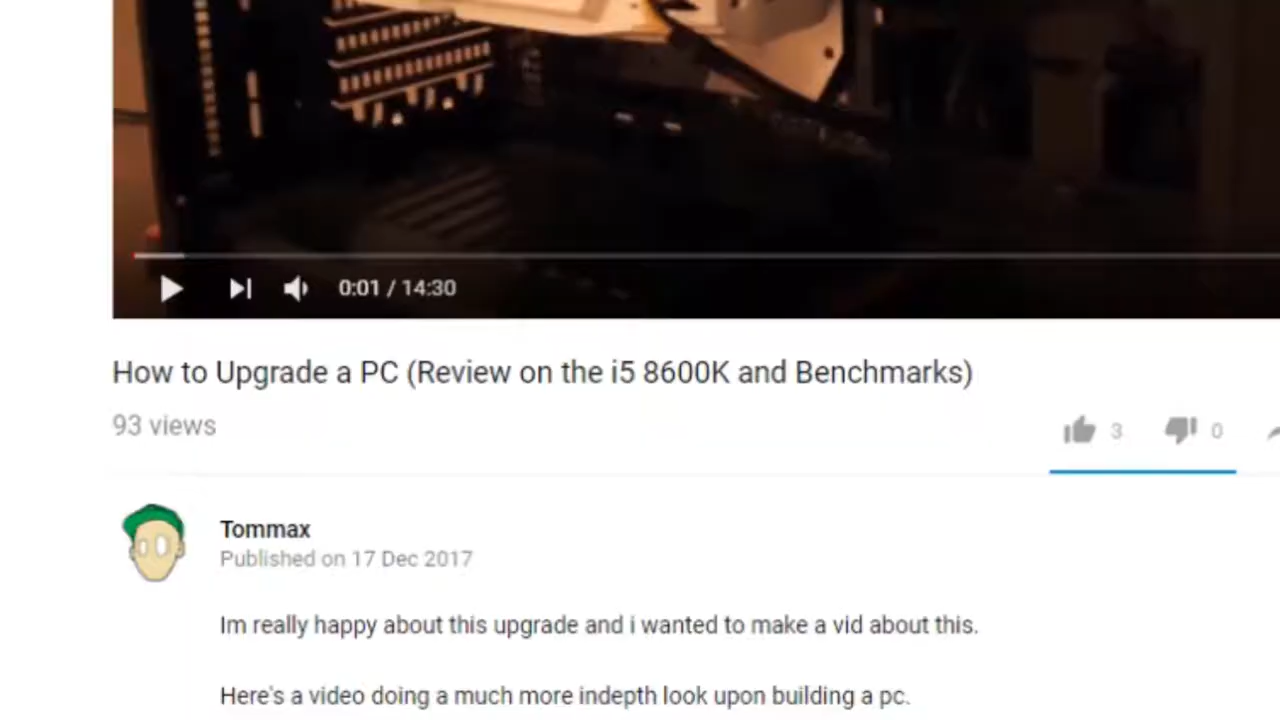 0:01 / 14:30
How to Upgrade a PC (Review on the i5 8600K and Benchmarks)
93 views
3
0
Tommax
Published on 17 Dec 2017
Im really happy about this upgrade and i wanted to make a vid about this.
Here's a video doing a much more indepth look upon building a pc.